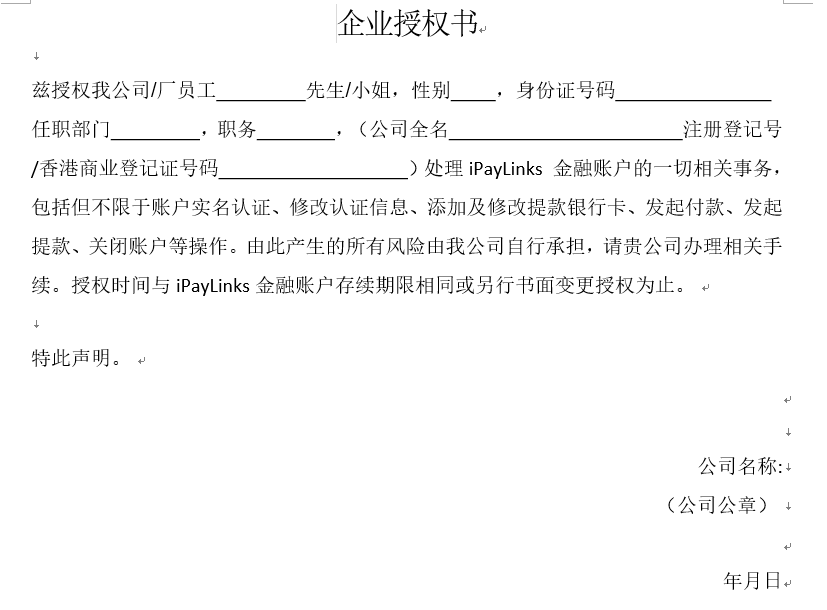 企业授权书
兹授权我公司/厂员工_________先生/小姐，性别____，身份证号码________________
任职部门_________，职务________，（公司全名________________________注册登记号
/香港商业登记证号码___________________）处理 iPayLinks 金融账户的一切相关事务，
包括但不限于账户实名认证、修改认证信息、添加及修改提款银行卡、发起付款、发起
提款、关闭账户等操作。由此产生的所有风险由我公司自行承担，请贵公司办理相关手
续。授权时间与 iPayLinks 金融账户存续期限相同或另行书面变更授权为止。
特此声明。
公司名称:
（公司公章）
年月日